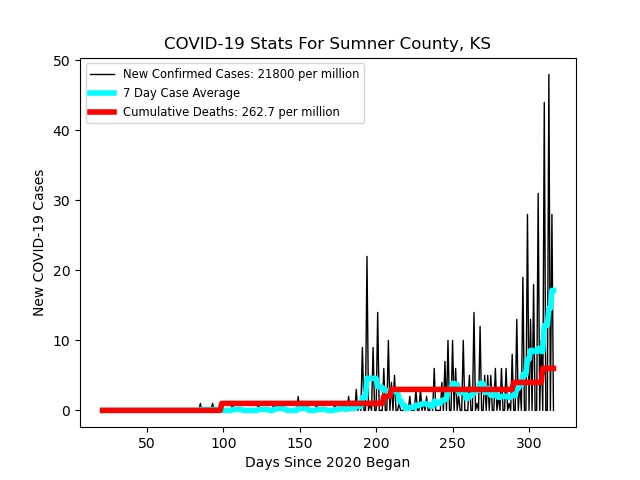 COVID-19 Stats For Sumner County, KS
New Confirmed Cases: 21800 per million
7 Day Case Average
Cumulative Deaths: 262.7 per million
New COVID-19 Cases
50
40
30
20
10
0
50 100 150 200 250 300
Days Since 2020 Began